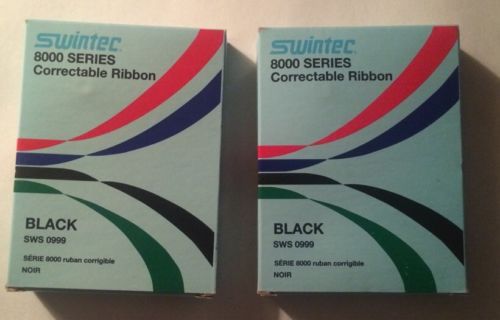 swintec
8000 SERIES
Correctable Ribbon
BLACK
SWS 0999
SÉRIE 8000 ruban corrigible
NOIR
swintec
8000 SERIES
Correctable Ribbon
BLACK
SWS 0999
SÉRIE 8000 ruban corrigible
NOIR